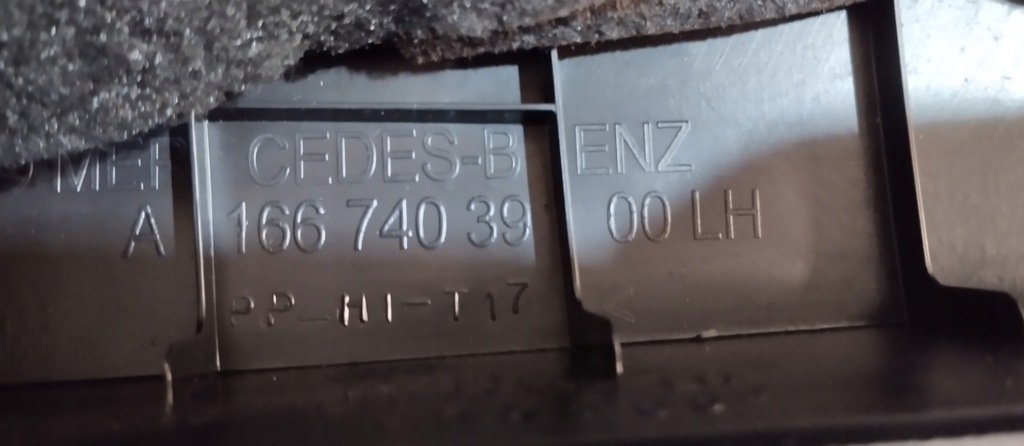 MERCEDES-BENZ
A 166 740 39 00 LH
PP-HI-T17